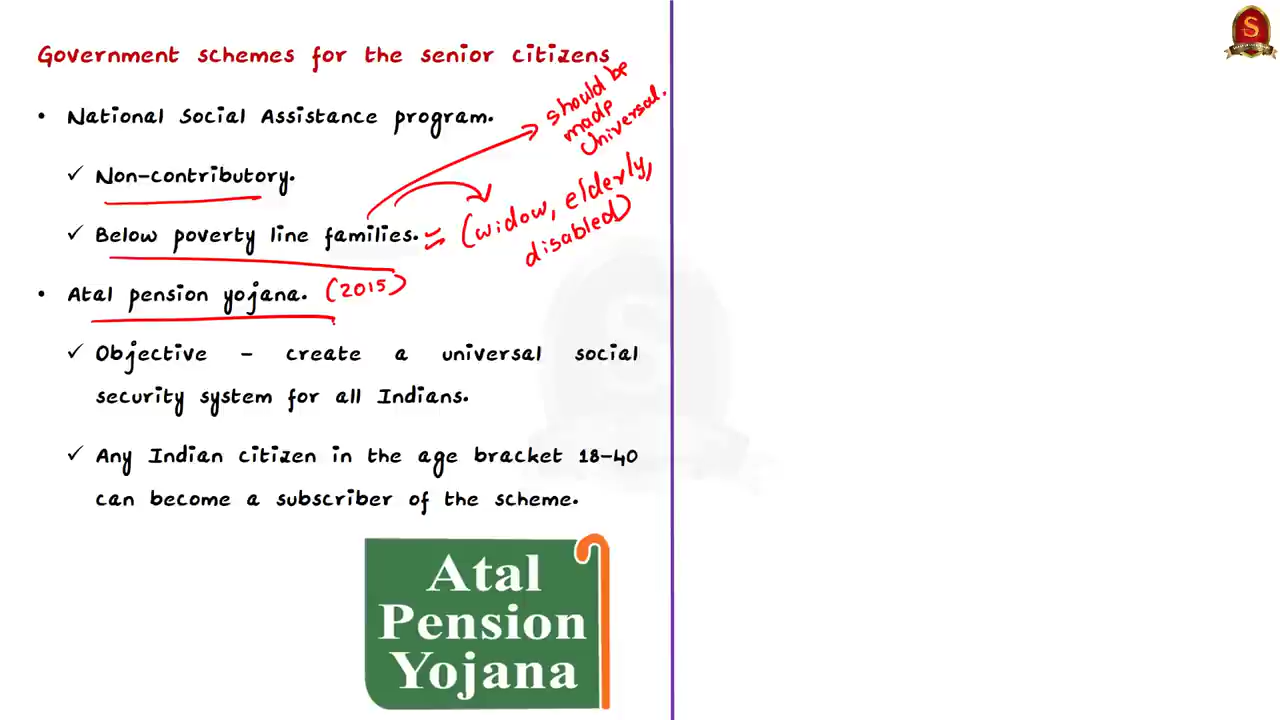 Government schemes for the senior citizens
• National Social Assistance program.
should be
made
Universal.
✓ Non-contributory.
✓ Below poverty line families.
= (widow, elderly,
disabled)
• Atal pension yojana. (2015)
✓ Objective - create a universal social
security system for all Indians.
✓ Any Indian citizen in the age bracket 18-40
can become a subscriber of the scheme.
Atal
Pension
Yojana
S
S